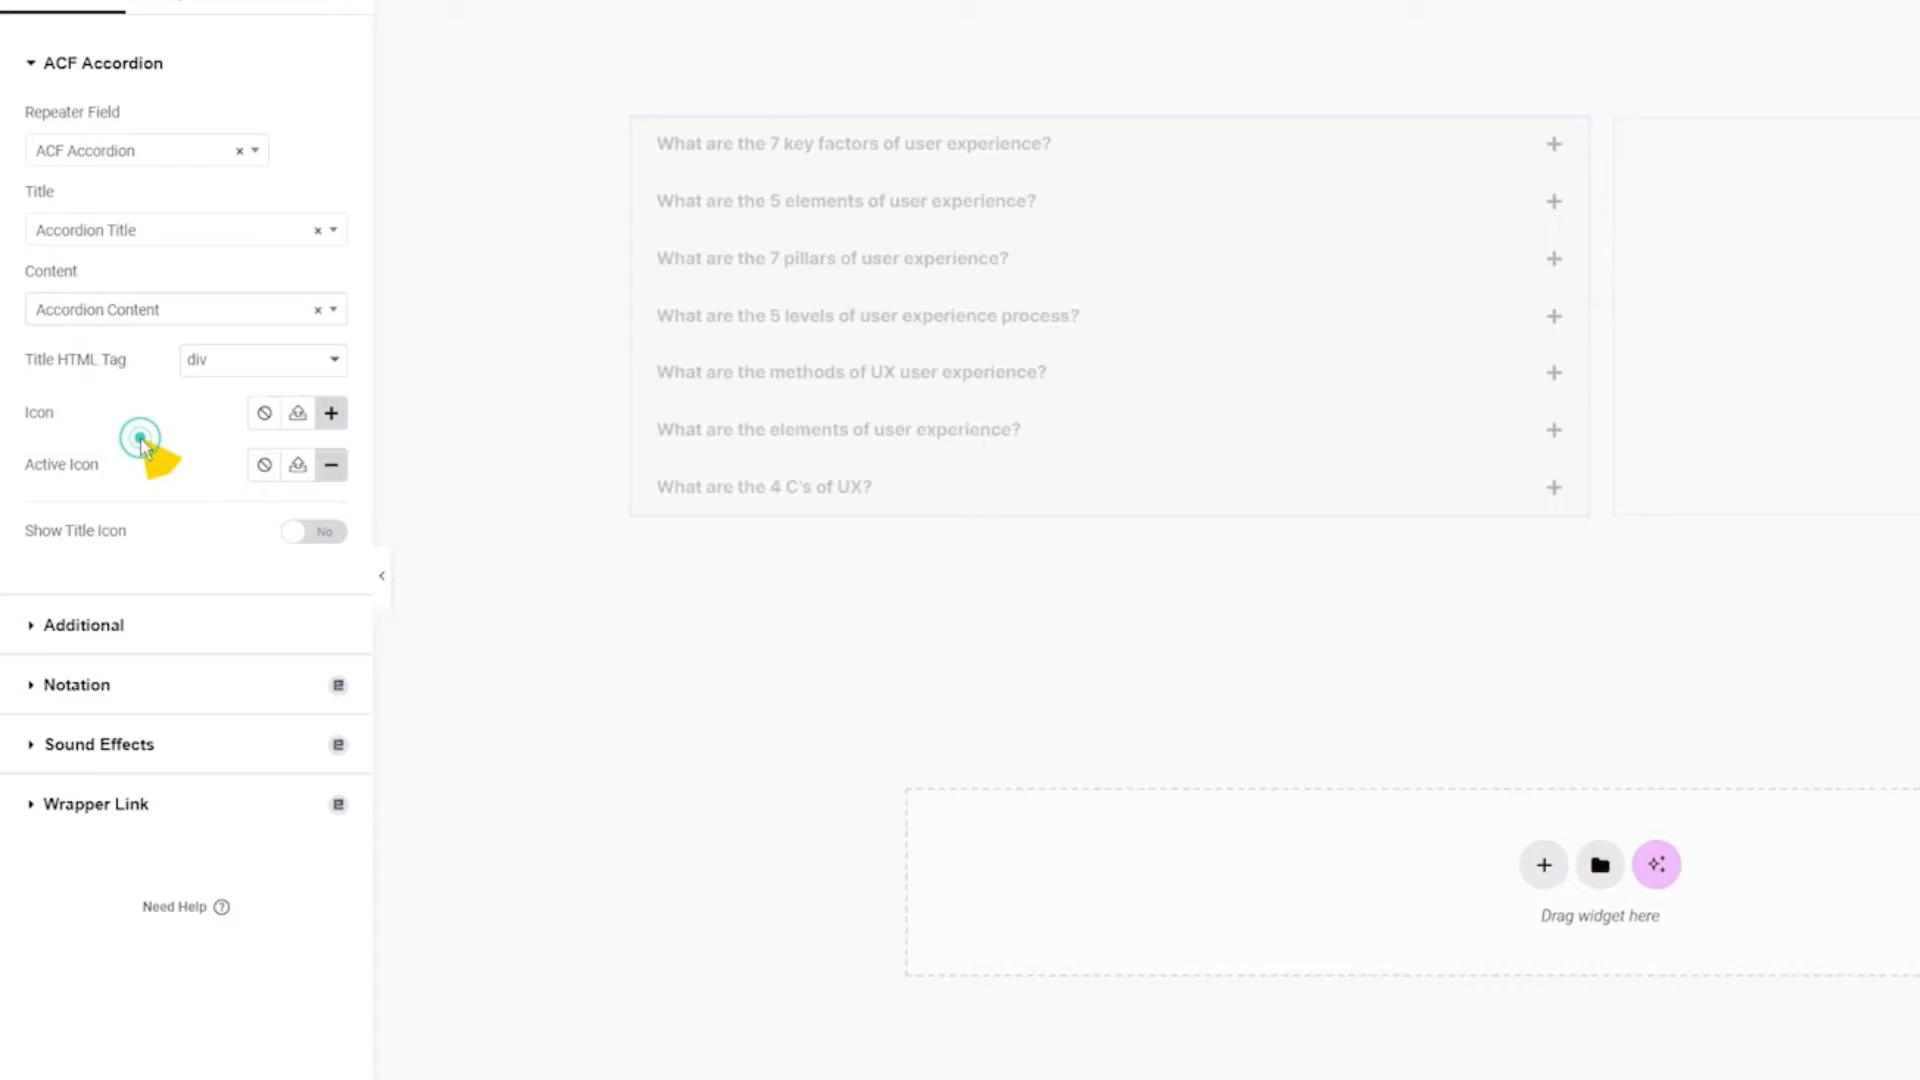 ACF Accordion
Repeater Field
ACF Accordion
Title
Accordion Title
Content
Accordion Content
Title HTML Tag div
Icon
Active Icon
Show Title Icon No
Additional
Notation
Sound Effects
Wrapper Link
Need Help
What are the 7 key factors of user experience?
What are the 5 elements of user experience?
What are the 7 pillars of user experience?
What are the 5 levels of user experience process?
What are the methods of UX user experience?
What are the elements of user experience?
What are the 4 C's of UX?
Drag widget here